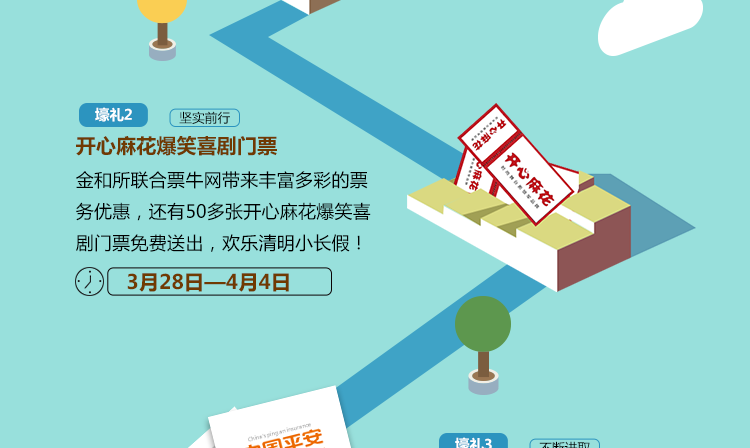 壕礼2
坚实前行
开心麻花爆笑喜剧门票
金和所联合票牛网带来丰富多彩的票
务优惠，还有50多张开心麻花爆笑喜
剧门票免费送出，欢乐清明小长假！
3月28日—4月4日
开心麻花
开心麻花
心麻花
China's ping an insurance
中国平安
壕礼3
不断进取